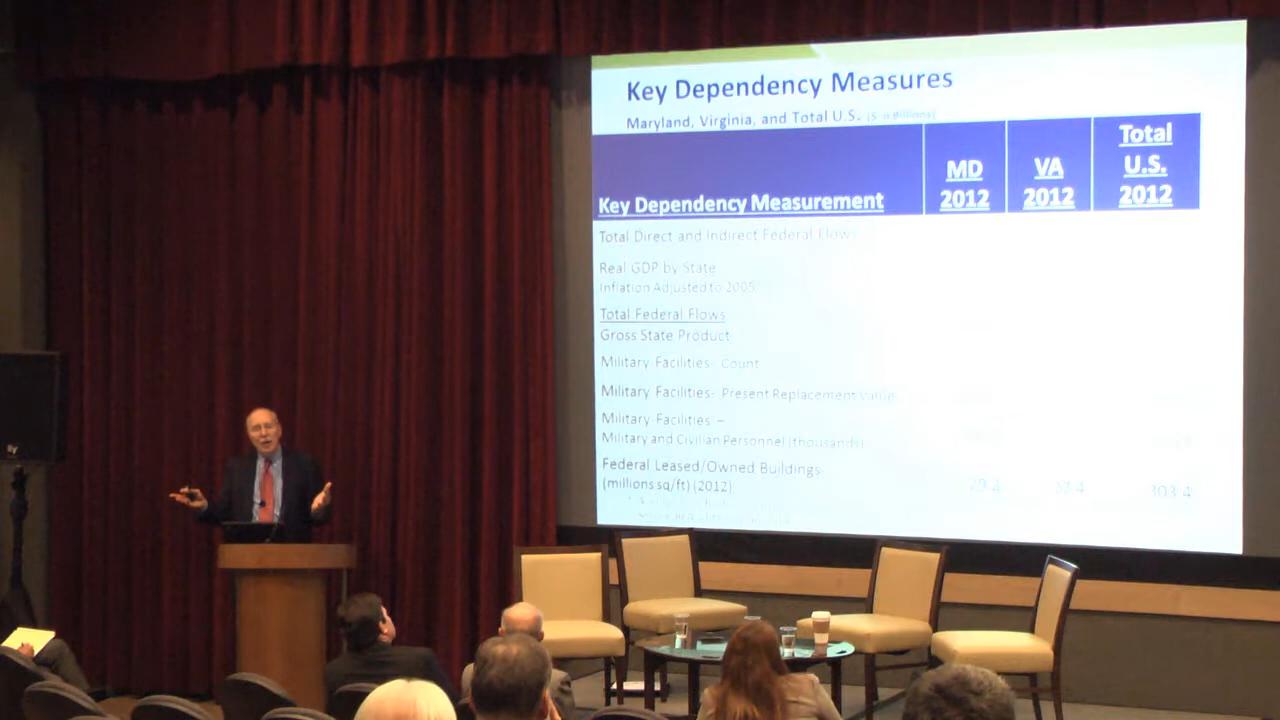 Key Dependency Measures
Maryland, Virginia, and Total U.S. ($ in Billions)
Key Dependency Measurement
MD
2012
VA
2012
Total
U.S.
2012
Total Direct and Indirect Federal Flows
Real GDP by State
Inflation Adjusted to 2005
Total Federal Flows
Gross State Product
Military Facilities- Count
Military Facilities- Present Replacement Value
Military Facilities –
Military and Civilian Personnel (thousands)
Federal Leased/Owned Buildings
(millions sq/ft) (2012)
303.4